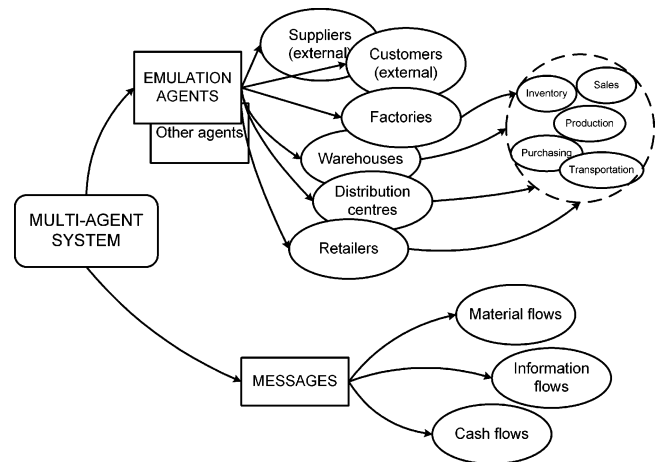 Suppliers
(external)
Customers
(external)
EMULATION
AGENTS
Other agents
Factories
Warehouses
Distribution
centres
Retailers
Inventory
Sales
Production
Purchasing
Transportation
MULTI-AGENT
SYSTEM
MESSAGES
Material flows
Information
flows
Cash flows